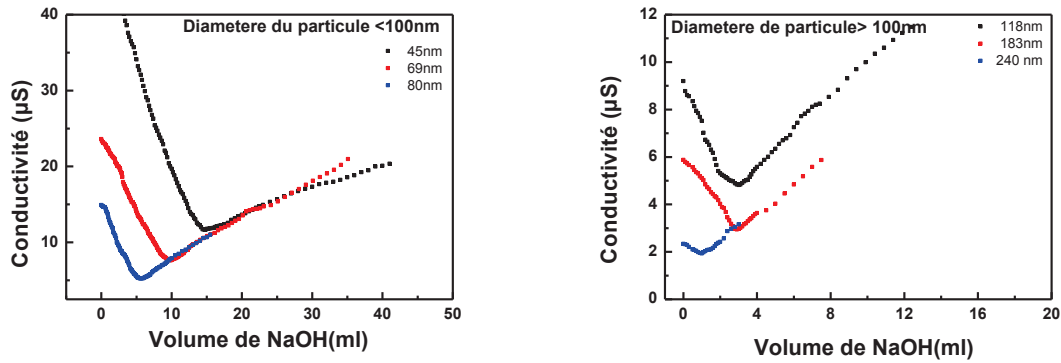 Diametere du particule <100nm
45nm
69nm
80nm
40
30
20
10
Conductivité (µS)
0
10
20
30
40
50
Volume de NaOH(ml)
Diametere de particule> 100nm
118nm
183nm
240 nm
12
10
8
6
4
2
0
Conductivité (µS)
0
4
8
12
16
20
Volume de NaOH(ml)